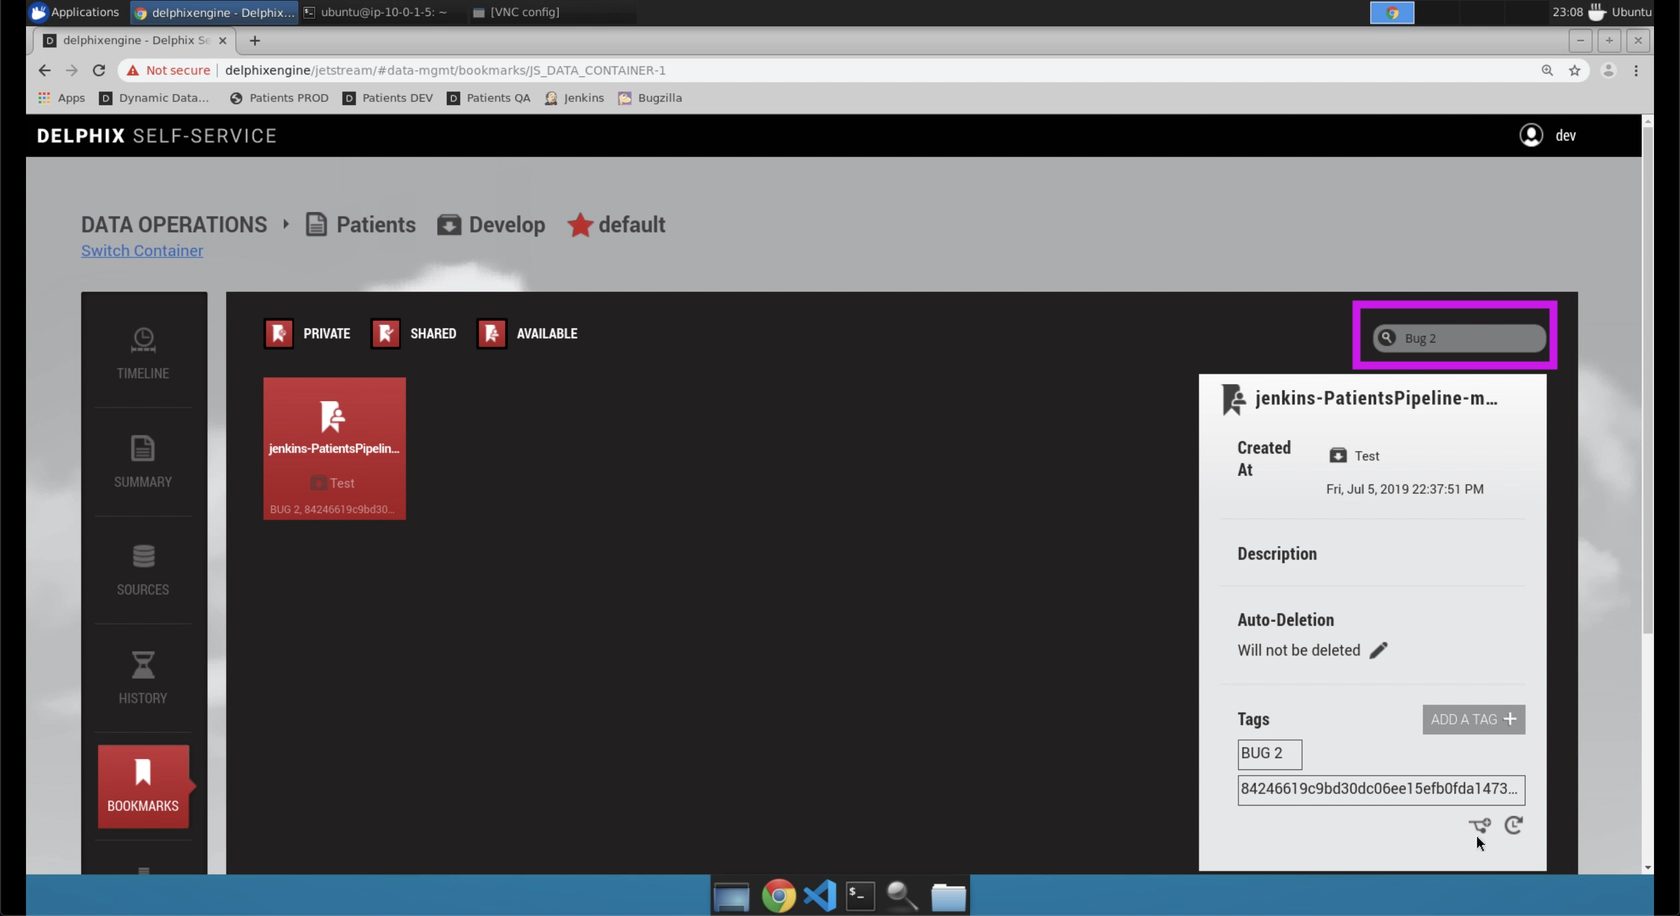 Applications
delphixengine - Delphix...
ubuntu@ip-10-0-1-5: ~
[VNC config]
23:08
Ubuntu
delphixengine - Delphix Se
Not secure
delphixengine/jetstream/#data-mgmt/bookmarks/JS_DATA_CONTAINER-1
Apps
Dynamic Data...
Patients PROD
Patients DEV
Patients QA
Jenkins
Bugzilla
DELPHIX SELF-SERVICE
dev
DATA OPERATIONS
Patients
Develop
default
Switch Container
TIMELINE
SUMMARY
SOURCES
HISTORY
BOOKMARKS
PRIVATE
SHARED
AVAILABLE
Bug 2
jenkins-PatientsPipelin...
Test
BUG 2, 84246619c9bd30...
jenkins-PatientsPipeline-m...
Created At
Test
Fri, Jul 5, 2019 22:37:51 PM
Description
Auto-Deletion
Will not be deleted
Tags
ADD A TAG +
BUG 2
84246619c9bd30dc06ee15efb0fda1473...